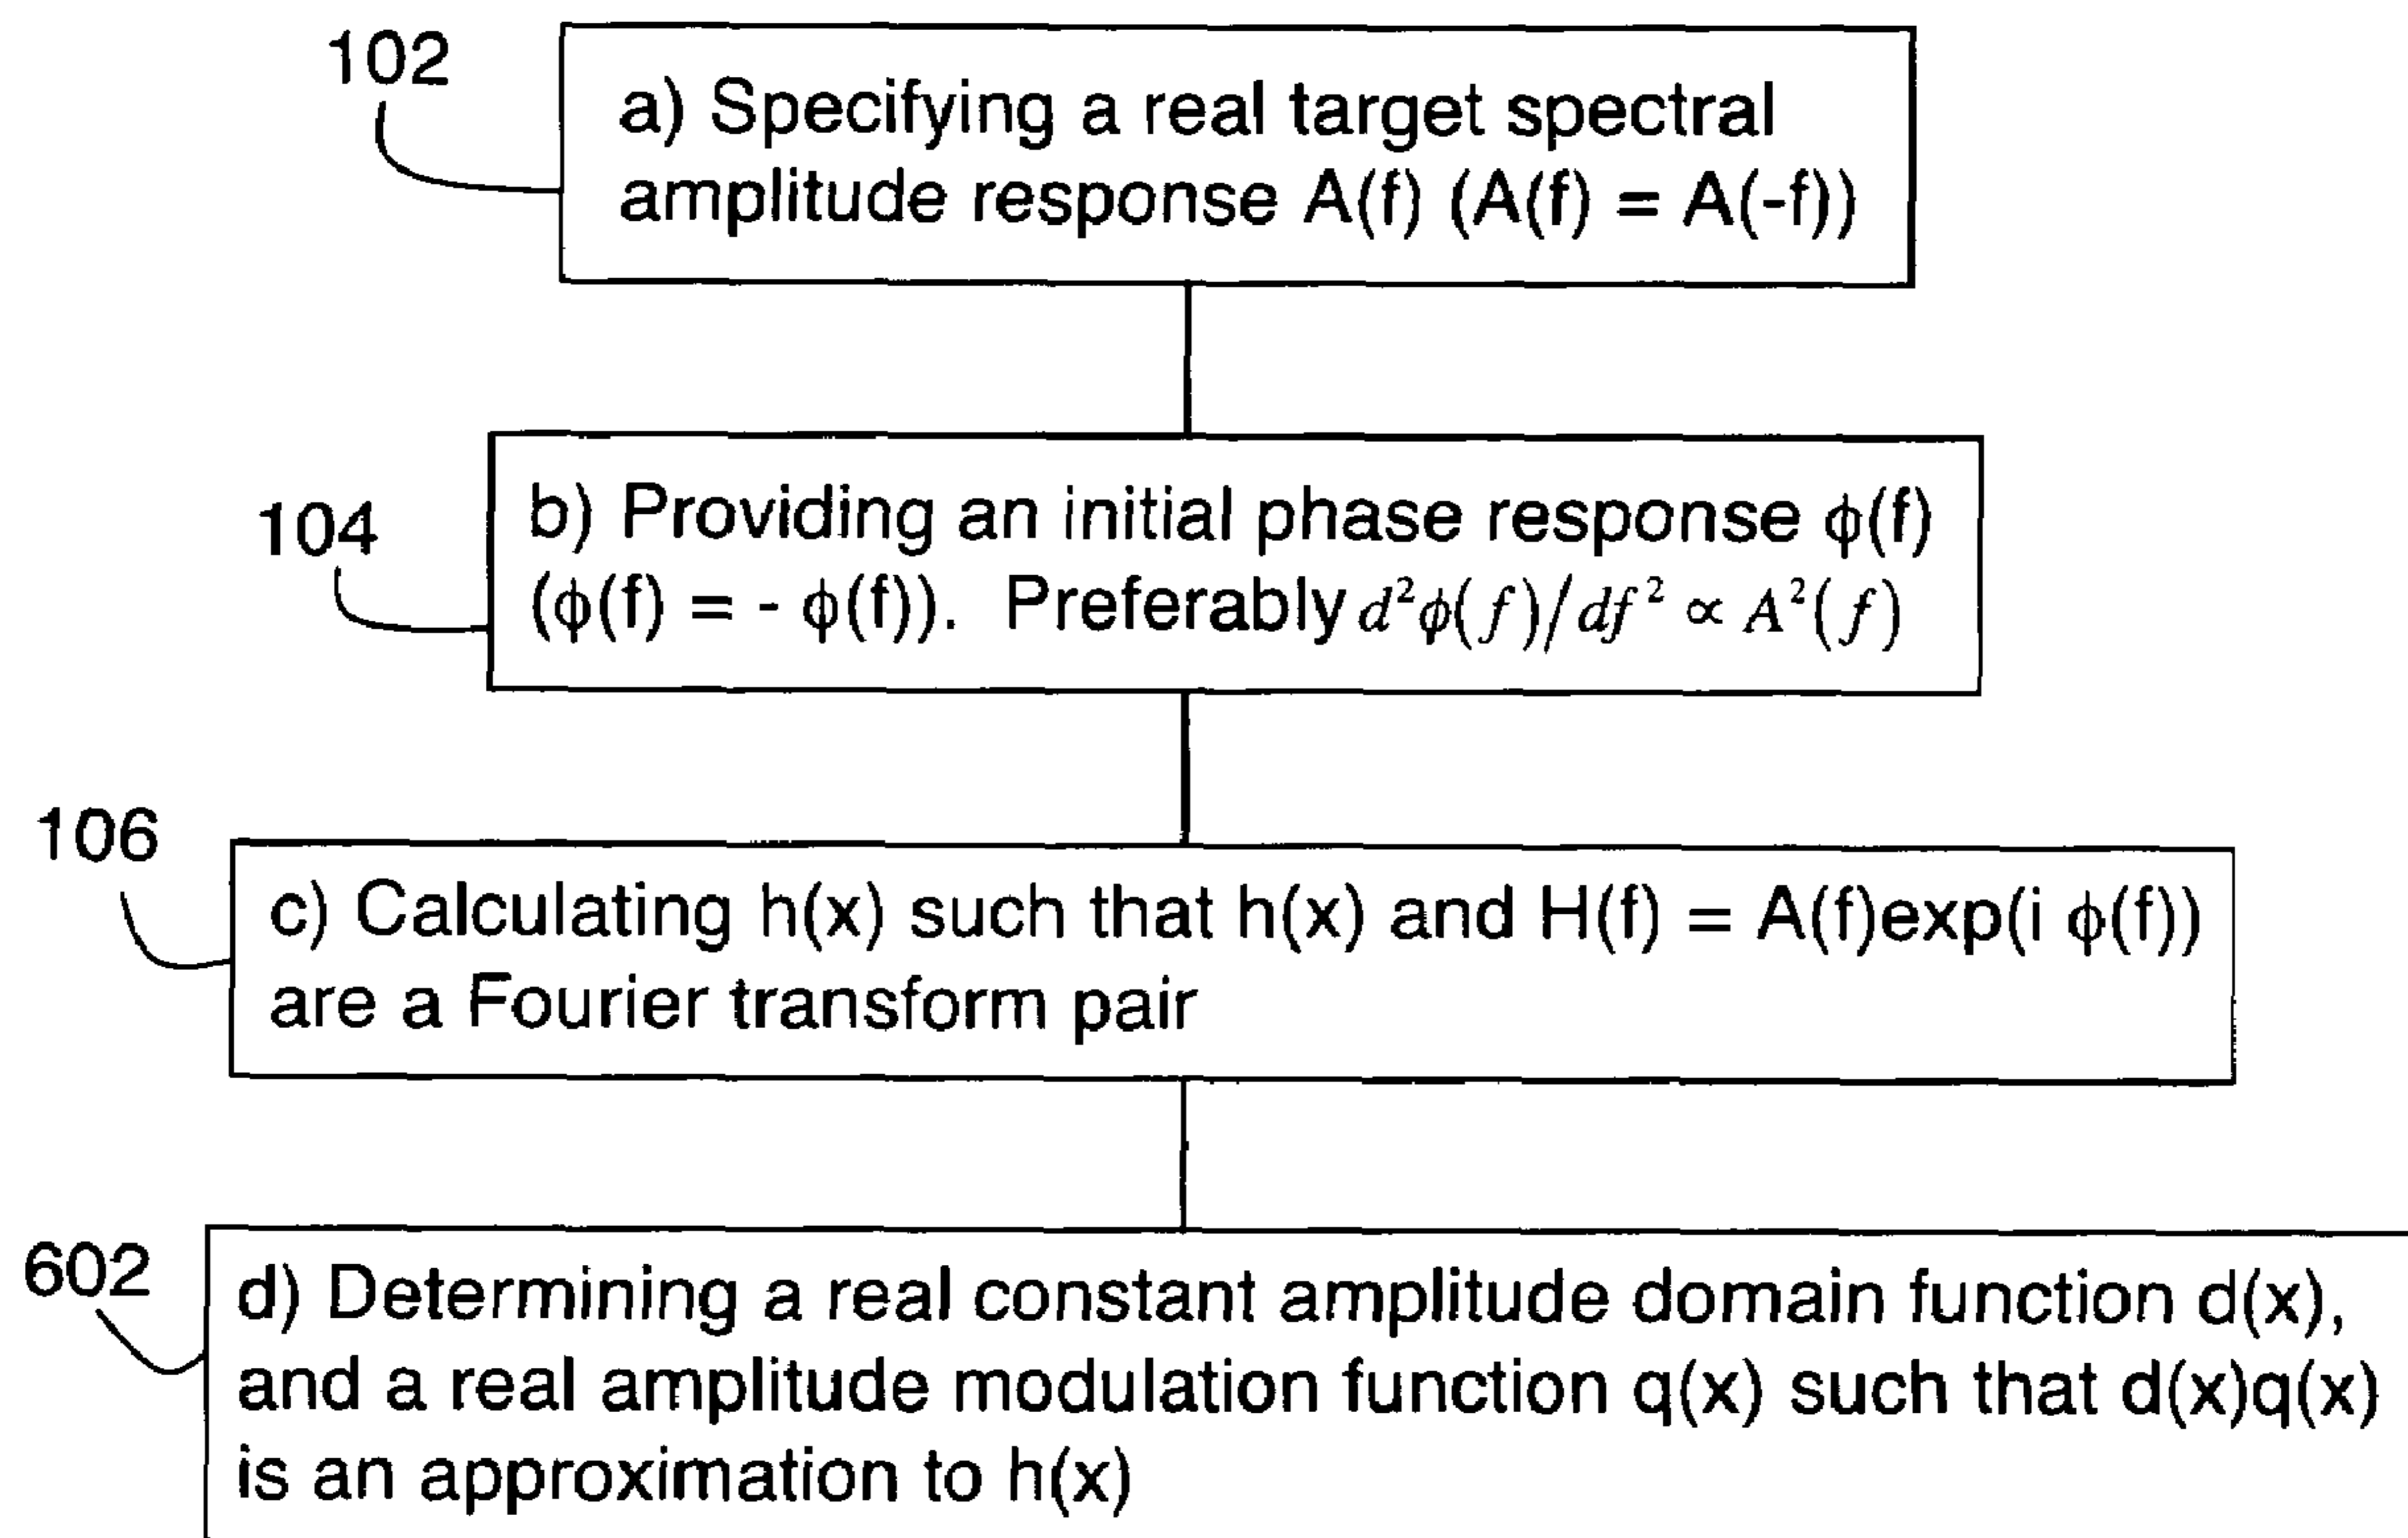 102
a) Specifying a real target spectral
amplitude response A(f) (A(f) = A(-f))
104
b) Providing an initial phase response ϕ(f)
(ϕ(f) = - ϕ(f)). Preferably d²ϕ(f)/df² ∝ A²(f)
106
c) Calculating h(x) such that h(x) and H(f) = A(f)exp(i ϕ(f))
are a Fourier transform pair
602
d) Determining a real constant amplitude domain function d(x),
and a real amplitude modulation function q(x) such that d(x)q(x)
is an approximation to h(x)